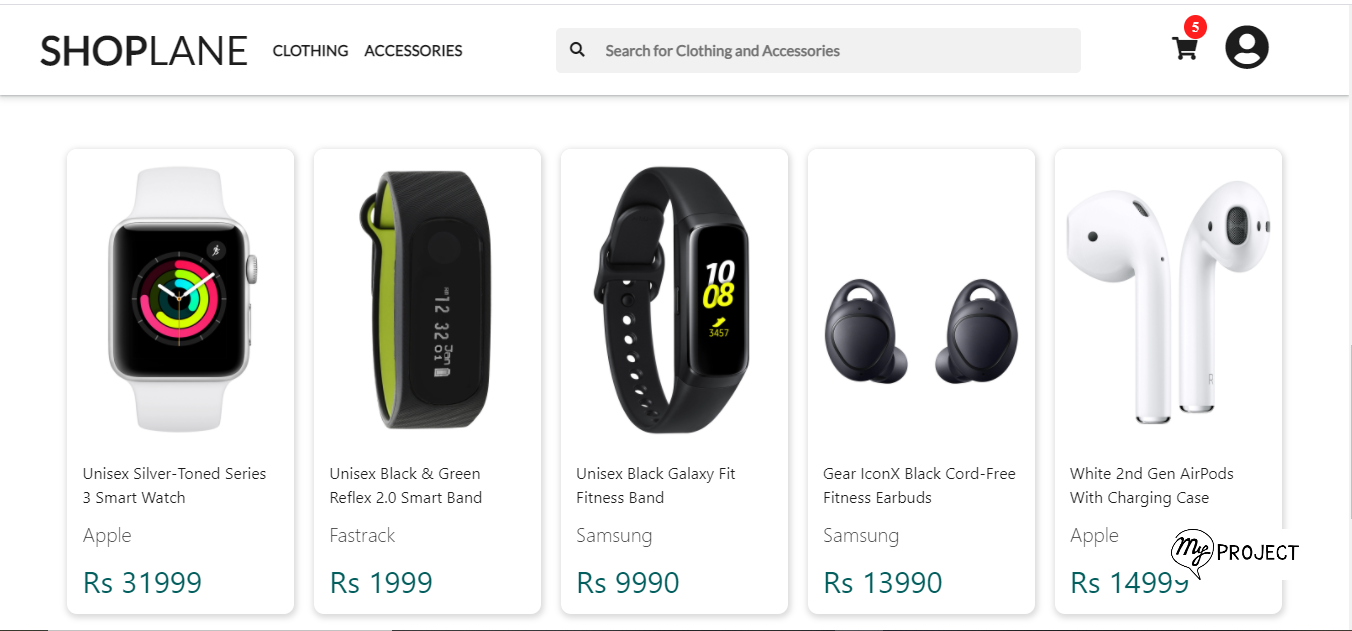 5
SHOPLANE CLOTHING ACCESSORIES Search for Clothing and Accessories
10
08
3457
12 32 Jan
01
Unisex Silver-Toned Series
3 Smart Watch
Apple
Rs 31999
Unisex Black & Green
Reflex 2.0 Smart Band
Fastrack
Rs 1999
Unisex Black Galaxy Fit
Fitness Band
Samsung
Rs 9990
Gear IconX Black Cord-Free
Fitness Earbuds
Samsung
Rs 13990
White 2nd Gen AirPods
With Charging Case
Apple
Rs 14999
My PROJECT